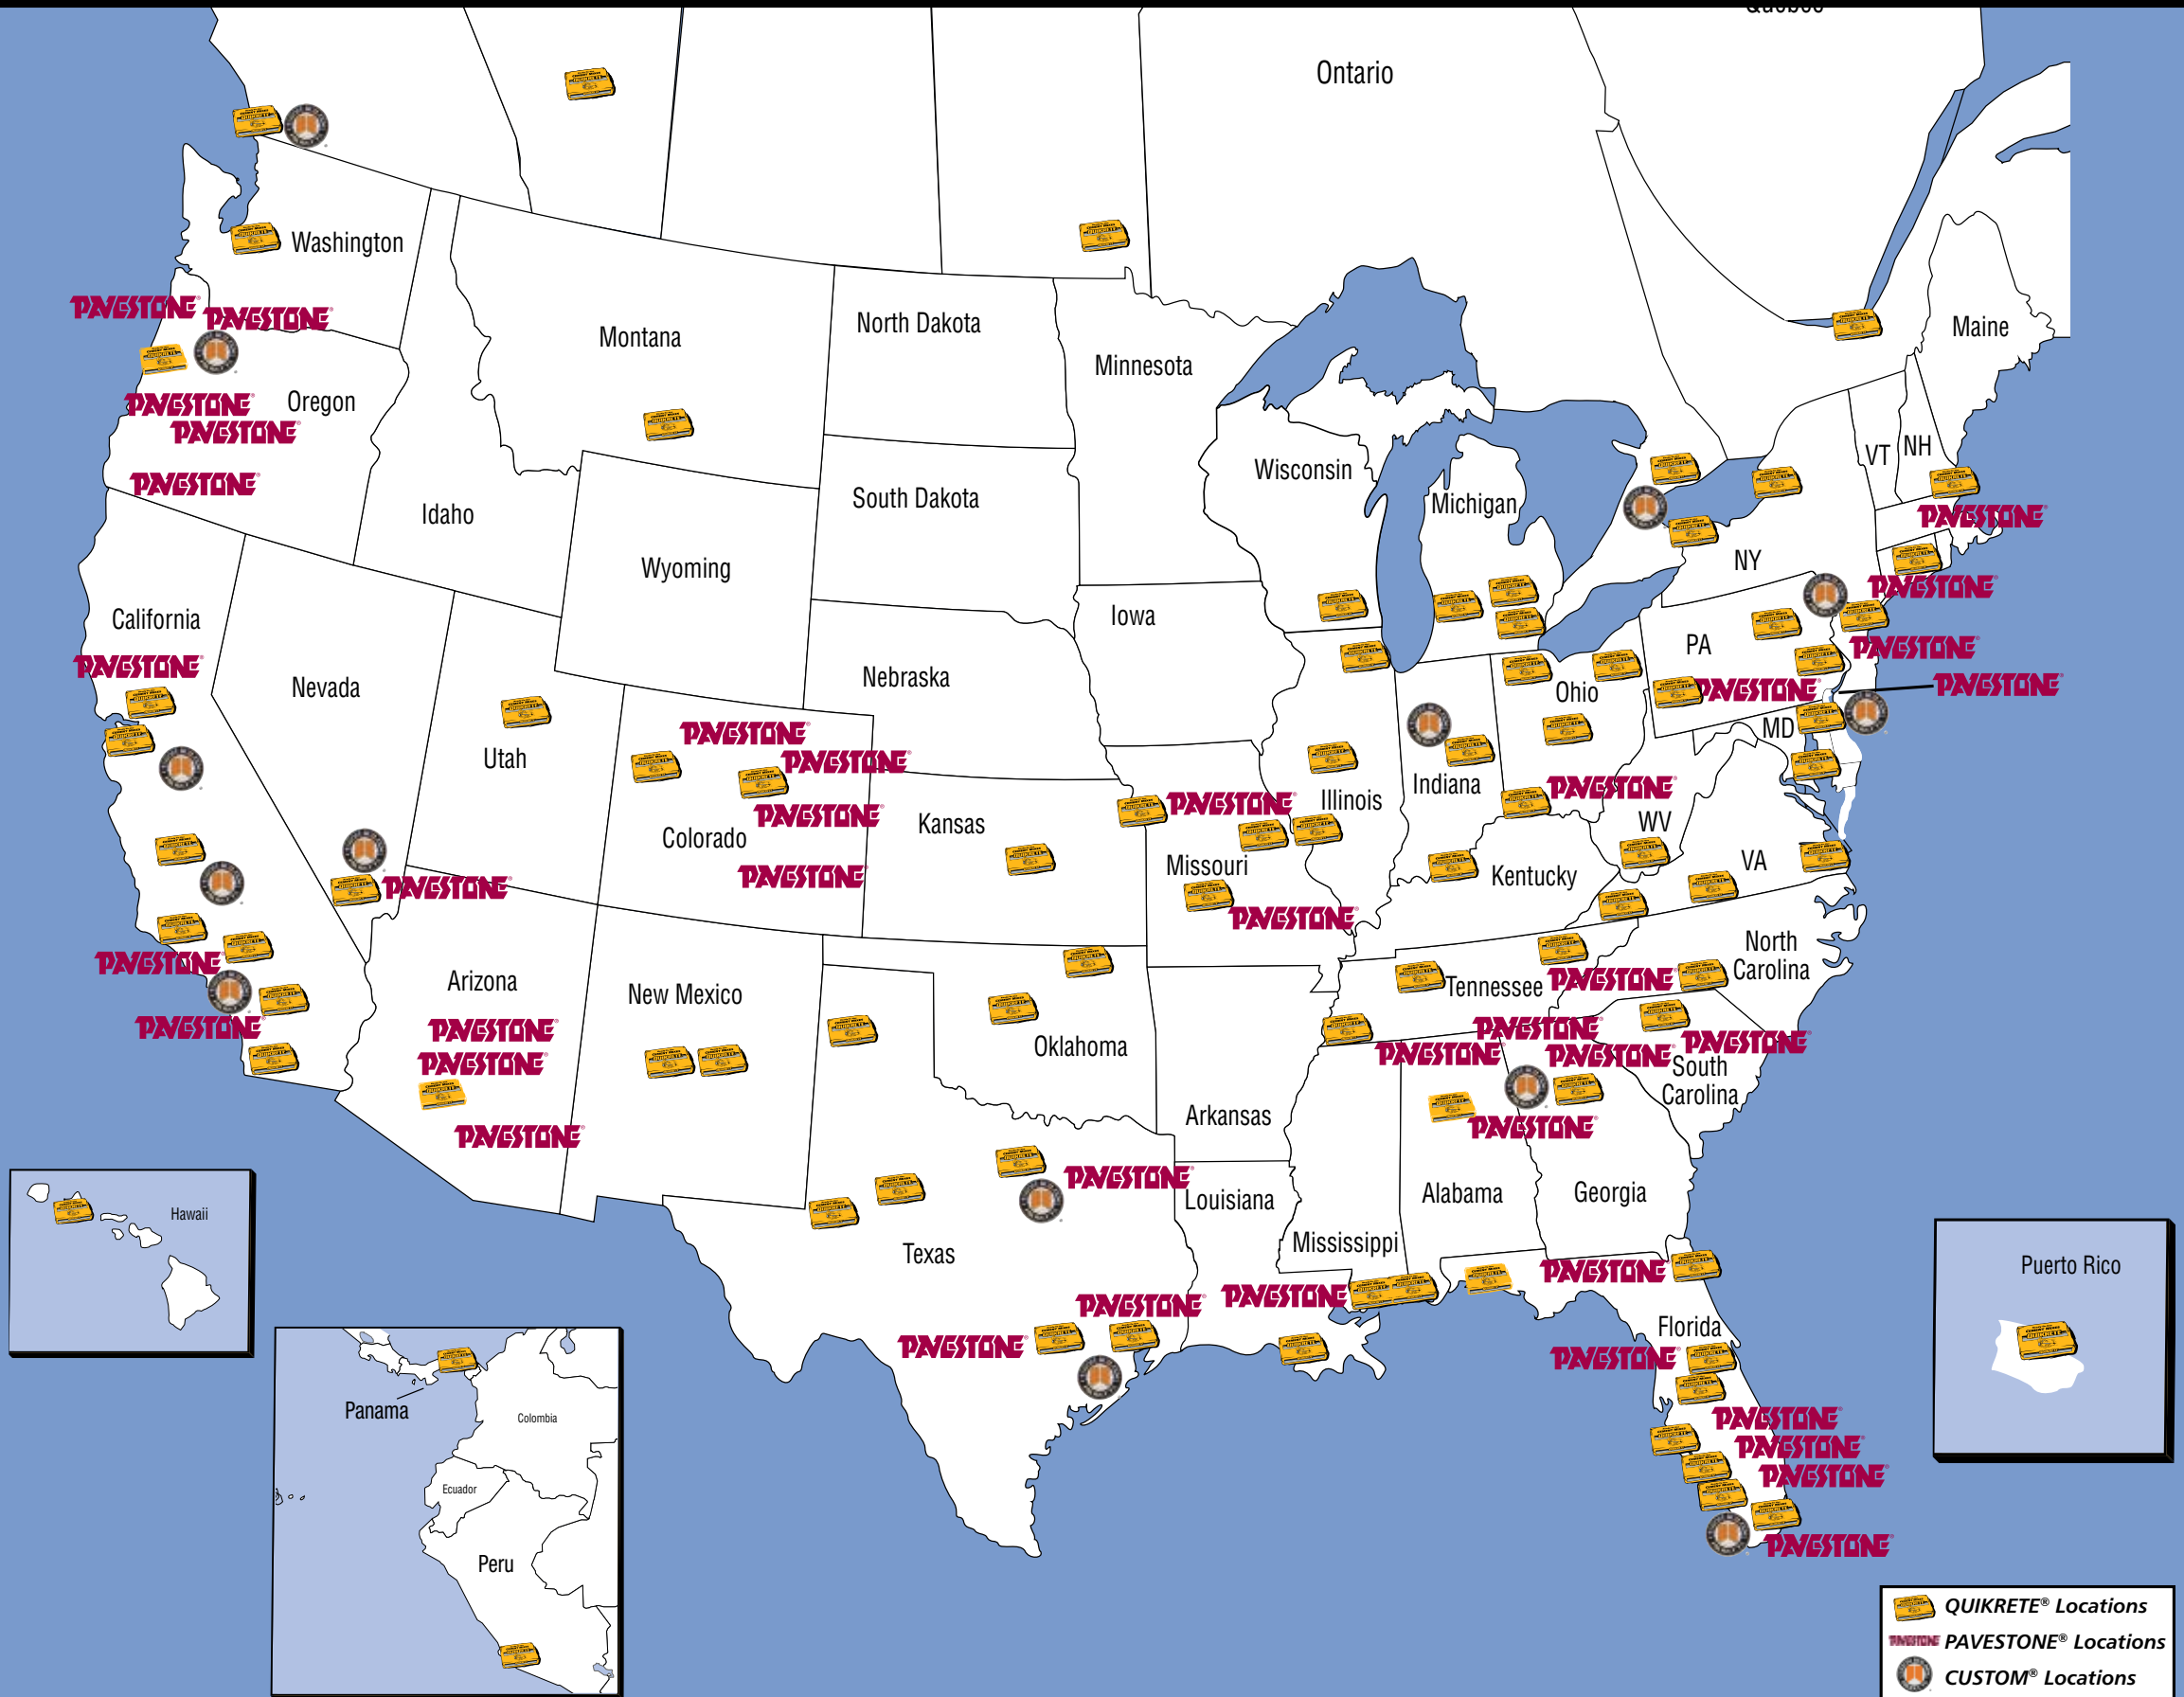 Ontario
Washington
Montana
North Dakota
Minnesota
Maine
PAVESTONE®
PAVESTONE®
Oregon
PAVESTONE®
PAVESTONE®
PAVESTONE®
Idaho
South Dakota
Wisconsin
Michigan
VT
NH
PAVESTONE®
Wyoming
NY
PAVESTONE®
California
Iowa
PA
PAVESTONE®
PAVESTONE®
Nevada
Nebraska
Ohio
PAVESTONE®
PAVESTONE®
Utah
PAVESTONE®
PAVESTONE®
MD
Indiana
PAVESTONE®
PAVESTONE®
Illinois
PAVESTONE®
Kansas
Colorado
WV
VA
Missouri
Kentucky
PAVESTONE®
PAVESTONE®
PAVESTONE®
PAVESTONE®
Arizona
New Mexico
Tennessee
PAVESTONE®
North
Carolina
PAVESTONE®
PAVESTONE®
PAVESTONE®
Oklahoma
PAVESTONE®
PAVESTONE®
PAVESTONE®
PAVESTONE®
South
Carolina
Arkansas
PAVESTONE®
PAVESTONE®
PAVESTONE®
Louisiana
Alabama
Georgia
Hawaii
Mississippi
Texas
Puerto Rico
PAVESTONE®
PAVESTONE®
PAVESTONE®
PAVESTONE®
Florida
PAVESTONE®
Panama
Colombia
PAVESTONE®
PAVESTONE®
PAVESTONE®
Ecuador
PAVESTONE®
Peru
QUIKRETE® Locations
PAVESTONE® Locations
CUSTOM® Locations